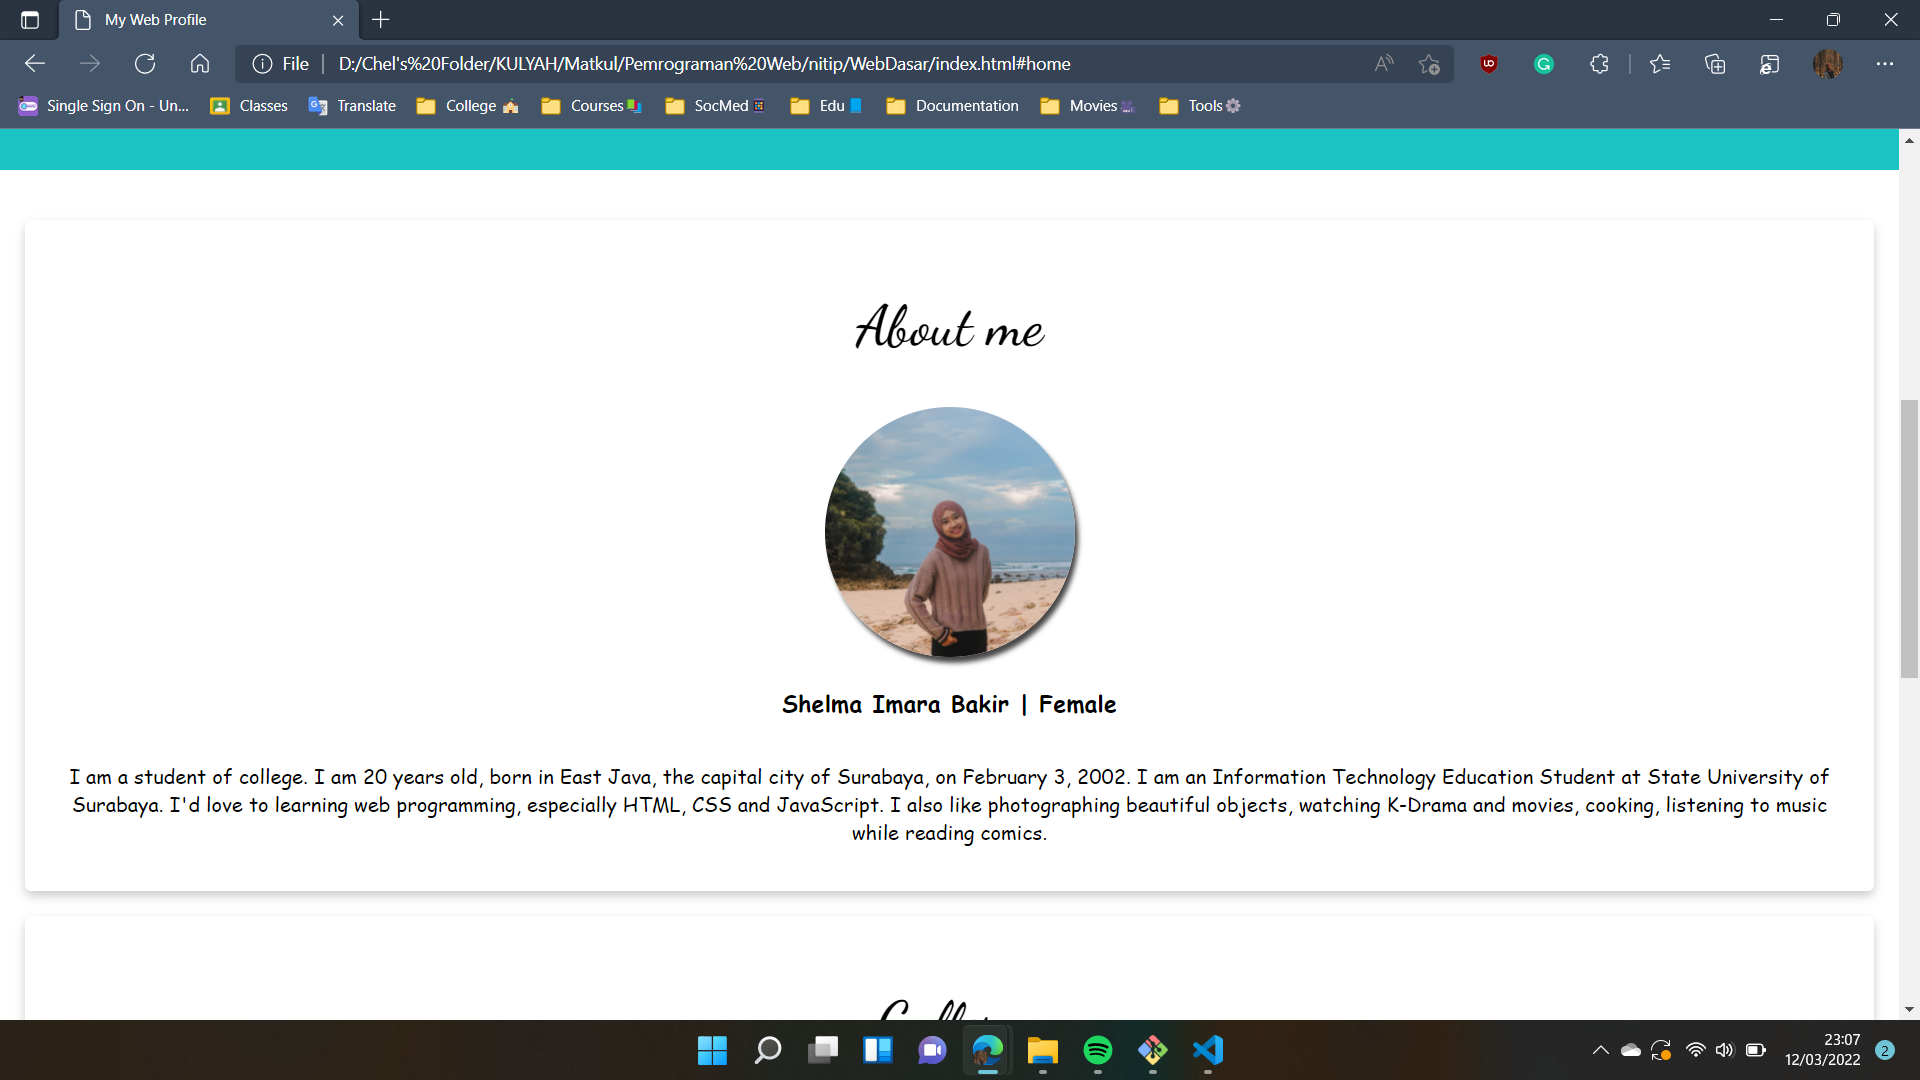 My Web Profile
File
D:/Chel's%20Folder/KULYAH/Matkul/Pemrograman%20Web/nitip/WebDasar/index.html#home
Single Sign On - Un...
Classes
Translate
College
Courses
SocMed
Edu
Documentation
Movies
Tools
About me
Shelma Imara Bakir | Female
I am a student of college. I am 20 years old, born in East Java, the capital city of Surabaya, on February 3, 2002. I am an Information Technology Education Student at State University of
Surabaya. I'd love to learning web programming, especially HTML, CSS and JavaScript. I also like photographing beautiful objects, watching K-Drama and movies, cooking, listening to music
while reading comics.
23:07
12/03/2022
2